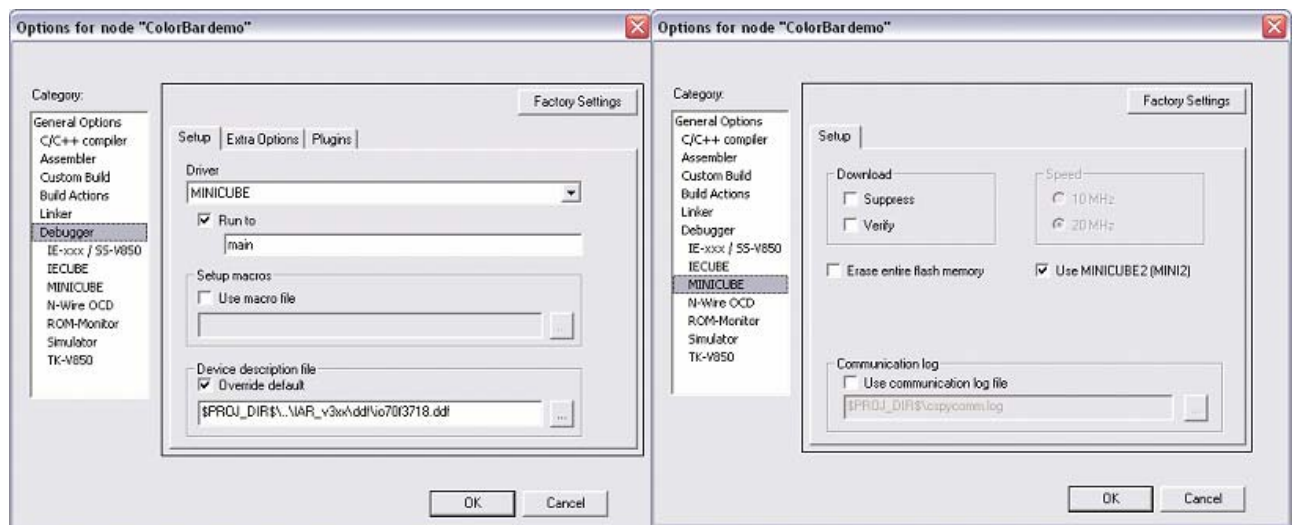 Options for node "ColorBardemo"
Category:
General Options
C/C++ compiler
Assembler
Custom Build
Build Actions
Linker
Debugger
IE-xxx / SS-V850
IECUBE
MINICUBE
N-Wire OCD
ROM-Monitor
Simulator
TK-V850
Factory Settings
Setup
Extra Options
Plugins
Driver
MINICUBE
Run to
main
Setup macros
Use macro file
...
Device description file
Override default
$PROJ_DIR$\..\IAR_v3xx\ddf\io70f3718.ddf
...
OK
Cancel
Options for node "ColorBardemo"
Category:
General Options
C/C++ compiler
Assembler
Custom Build
Build Actions
Linker
Debugger
IE-xxx / SS-V850
IECUBE
MINICUBE
N-Wire OCD
ROM-Monitor
Simulator
TK-V850
Factory Settings
Setup
Download
Suppress
Verify
Speed
10 MHz
20 MHz
Erase entire flash memory
Use MINICUBE2 (MINI2)
Communication log
Use communication log file
$PROJ_DIR$\cspycomm.log
...
OK
Cancel